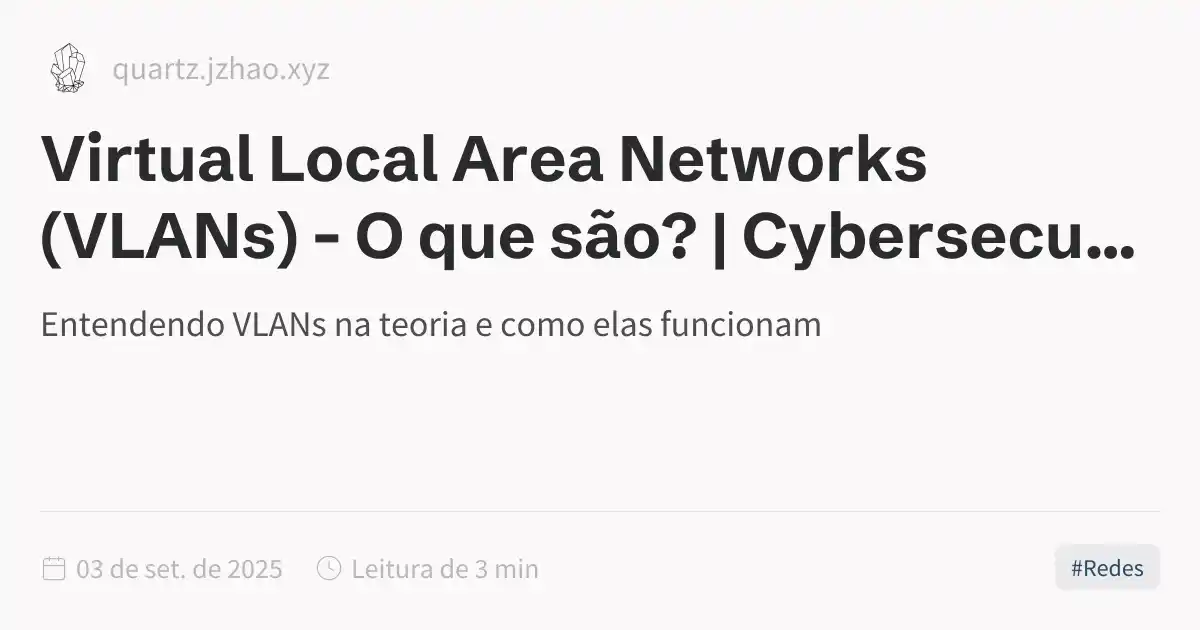 quartz.jzhao.xyz
Virtual Local Area Networks
(VLANs) - O que são? | Cybersecu...
Entendendo VLANs na teoria e como elas funcionam
03 de set. de 2025
Leitura de 3 min
#Redes